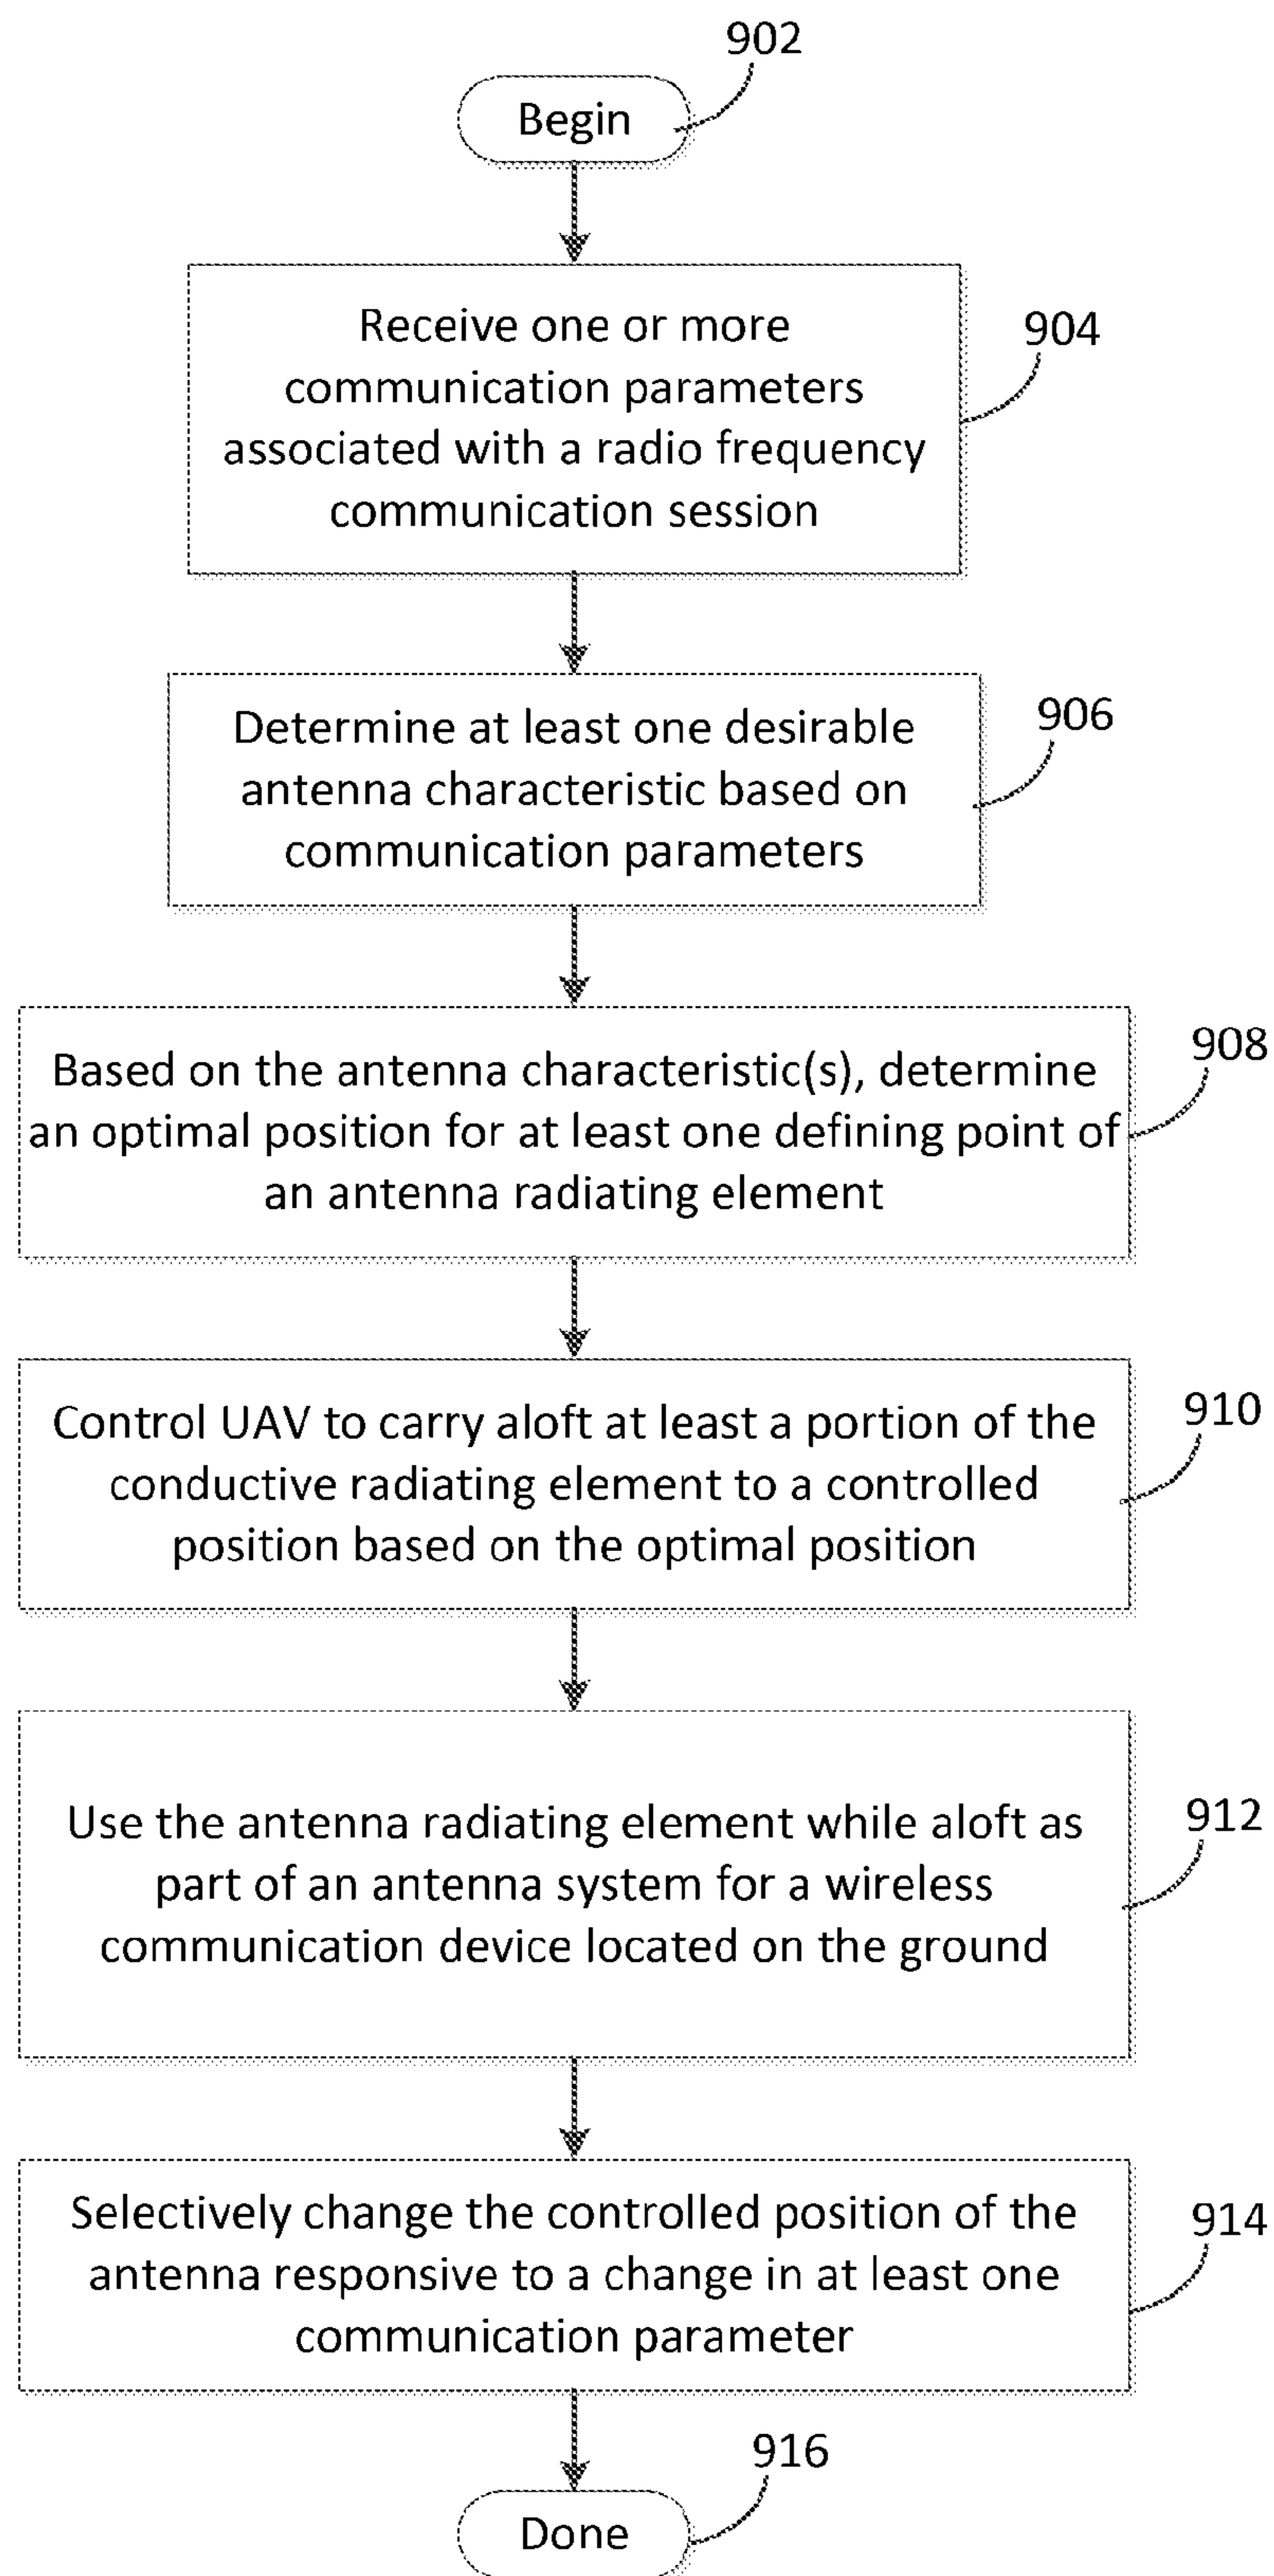 902
Begin
Receive one or more
communication parameters
associated with a radio frequency
communication session
904
Determine at least one desirable
antenna characteristic based on
communication parameters
906
Based on the antenna characteristic(s), determine
an optimal position for at least one defining point of
an antenna radiating element
908
Control UAV to carry aloft at least a portion of the
conductive radiating element to a controlled
position based on the optimal position
910
Use the antenna radiating element while aloft as
part of an antenna system for a wireless
communication device located on the ground
912
Selectively change the controlled position of the
antenna responsive to a change in at least one
communication parameter
914
916
Done